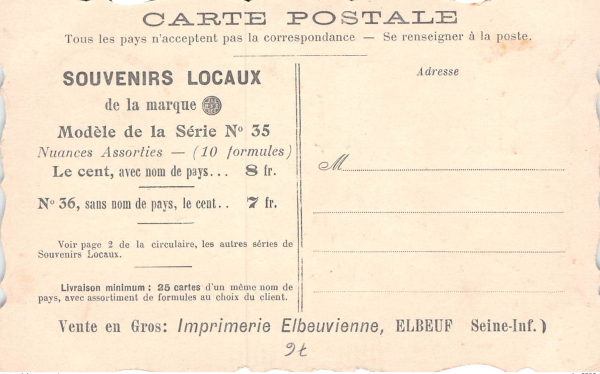 CARTE POSTALE
Tous les pays n'acceptent pas la correspondance — Se renseigner à la poste.
SOUVENIRS LOCAUX
de la marque
Modèle de la Série Nº 35
Nuances Assorties — (10 formules)
Le cent, avec nom de pays... 8 fr.
Nº 36, sans nom de pays, le cent.. 7 fr.
Voir page 2 de la circulaire, les autres séries de
Souvenirs Locaux.
Livraison minimum : 25 cartes d'un même nom de
pays, avec assortiment de formules au choix du client.
Adresse
M
Vente en Gros: Imprimerie Elbeuvienne, ELBEUF Seine-Inf.)